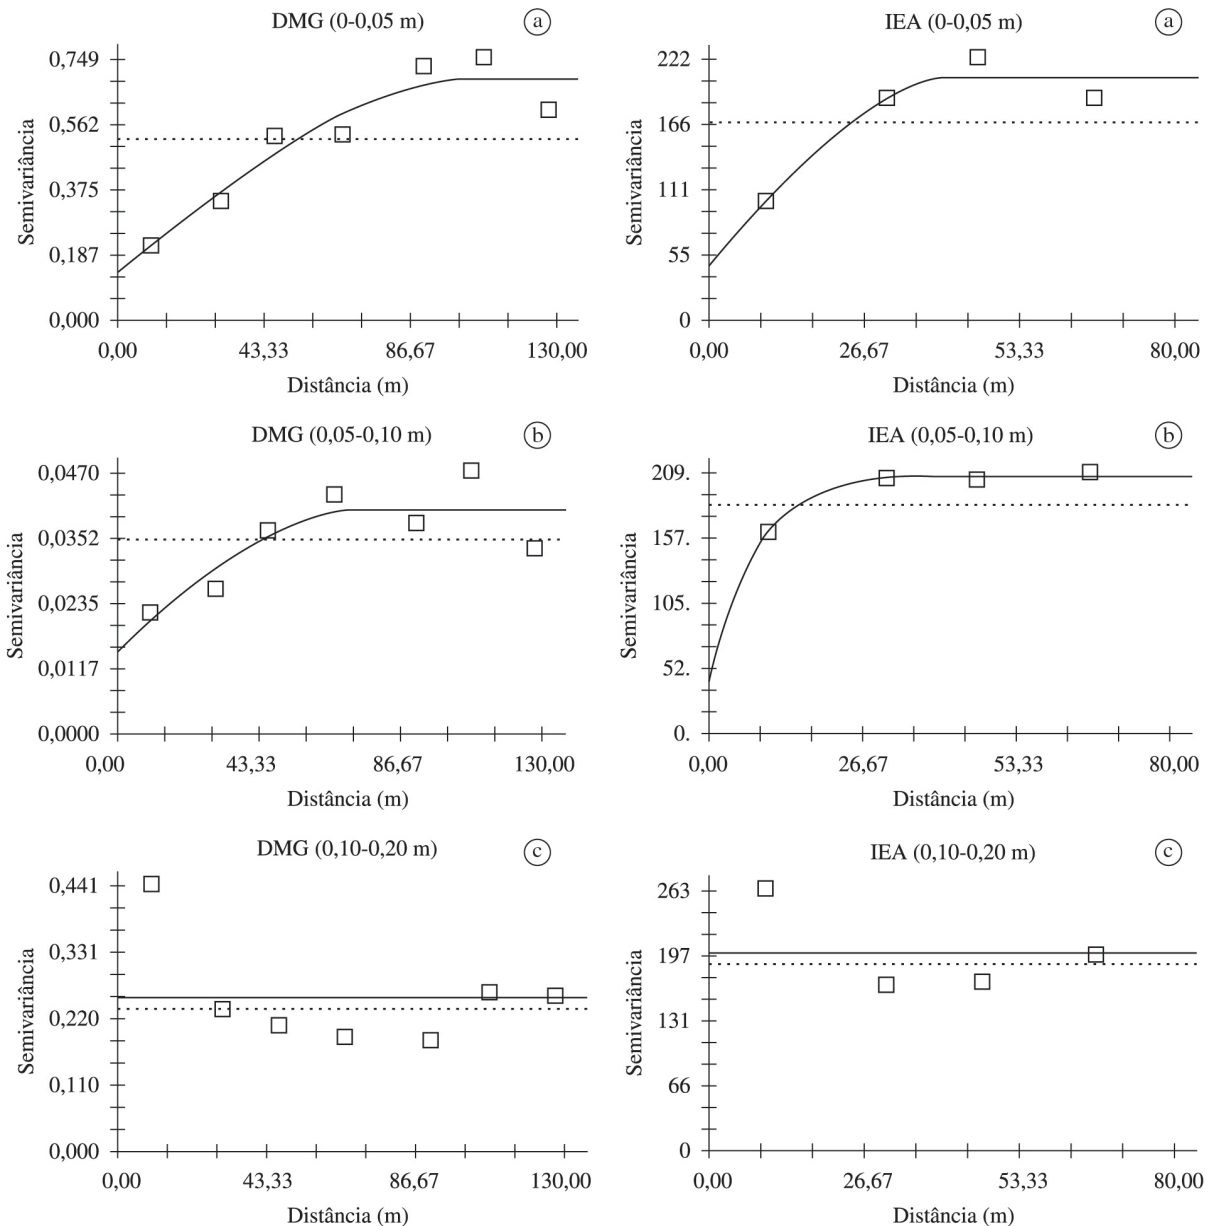 DMG (0-0,05 m)
a
Semivariância
0,749
0,562
0,375
0,187
0,000
0,00 43,33 86,67 130,00
Distância (m)
IEA (0-0,05 m)
a
Semivariância
222
166
111
55
0
0,00 26,67 53,33 80,00
Distância (m)
DMG (0,05-0,10 m)
b
Semivariância
0,0470
0,0352
0,0235
0,0117
0,0000
0,00 43,33 86,67 130,00
Distância (m)
IEA (0,05-0,10 m)
b
Semivariância
209.
157.
105.
52.
0.
0,00 26,67 53,33 80,00
Distância (m)
DMG (0,10-0,20 m)
c
Semivariância
0,441
0,331
0,220
0,110
0,000
0,00 43,33 86,67 130,00
Distância (m)
IEA (0,10-0,20 m)
c
Semivariância
263
197
131
66
0
0,00 26,67 53,33 80,00
Distância (m)